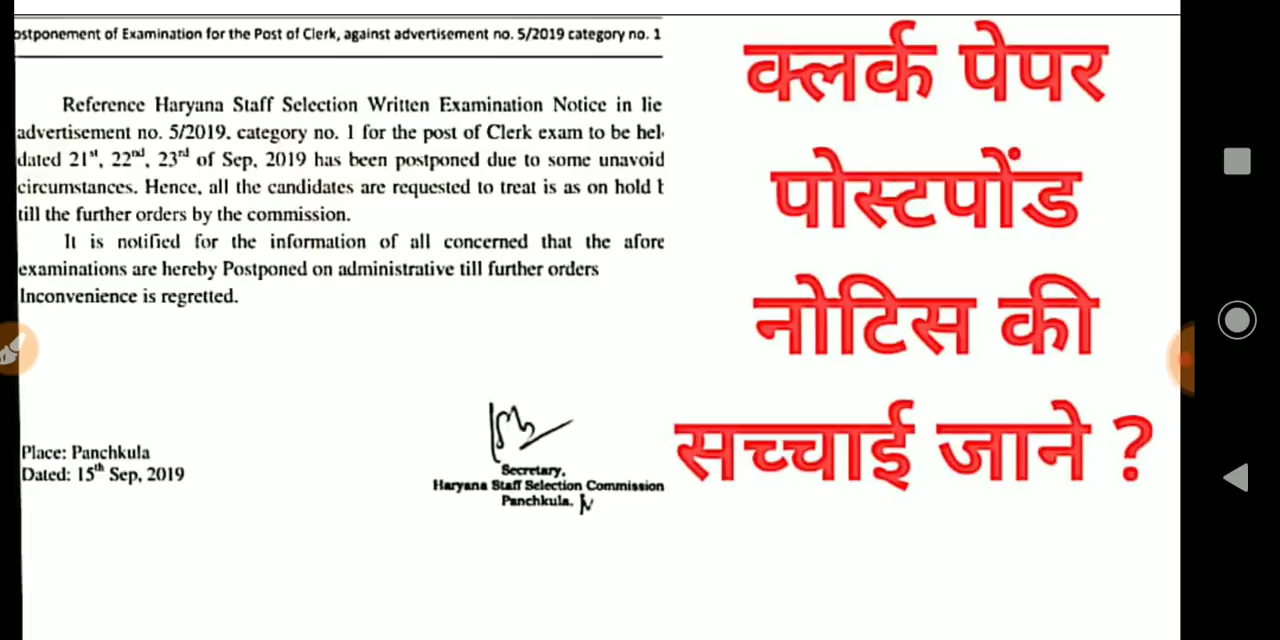 ostponement of Examination for the Post of Clerk, against advertisement no. 5/2019 category no. 1
Reference Haryana Staff Selection Written Examination Notice in lie
advertisement no. 5/2019, category no. 1 for the post of Clerk exam to be hel
dated 21st, 22nd, 23rd of Sep, 2019 has been postponed due to some unavoid
circumstances. Hence, all the candidates are requested to treat is as on hold t
till the further orders by the commission.
It is notified for the information of all concerned that the afore
examinations are hereby Postponed on administrative till further orders
Inconvenience is regretted.
Place: Panchkula
Dated: 15th Sep, 2019
Secretary,
Haryana Staff Selection Commission
Panchkula.
क्लर्क पेपर
पोस्टपोंड
नोटिस की
सच्चाई जाने ?